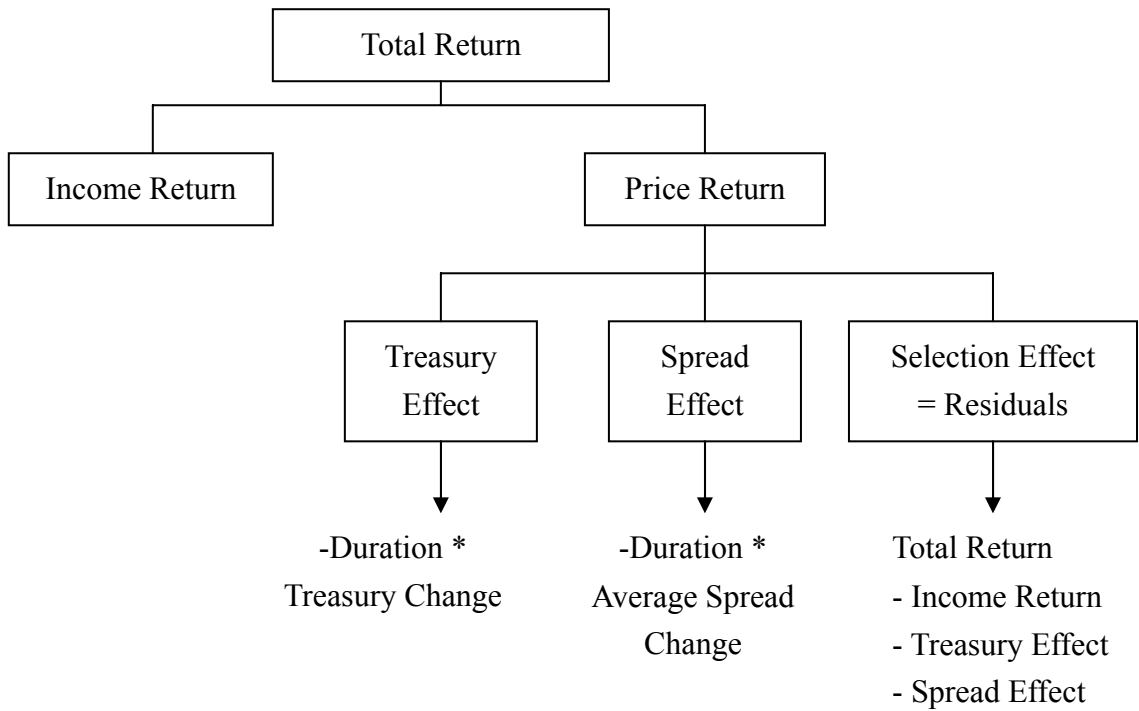 Total Return
Income Return
Price Return
Treasury
Effect
Spread
Effect
Selection Effect
= Residuals
-Duration *
Treasury Change
-Duration *
Average Spread
Change
Total Return
- Income Return
- Treasury Effect
- Spread Effect